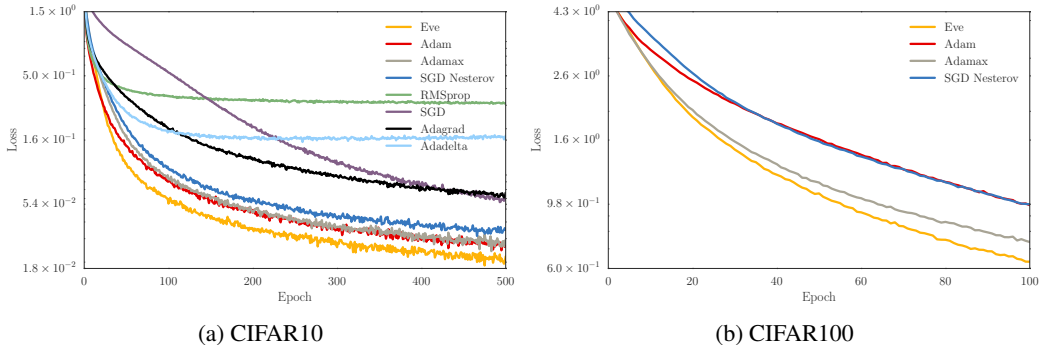 1.5 × 10⁰
5.0 × 10⁻¹
1.6 × 10⁻¹
5.4 × 10⁻²
1.8 × 10⁻²
Loss
0 100 200 300 400 500
Epoch
Eve
Adam
Adamax
SGD Nesterov
RMSprop
SGD
Adagrad
Adadelta
(a) CIFAR10
4.3 × 10⁰
2.6 × 10⁰
1.6 × 10⁰
9.8 × 10⁻¹
6.0 × 10⁻¹
Loss
0 20 40 60 80 100
Epoch
Eve
Adam
Adamax
SGD Nesterov
(b) CIFAR100